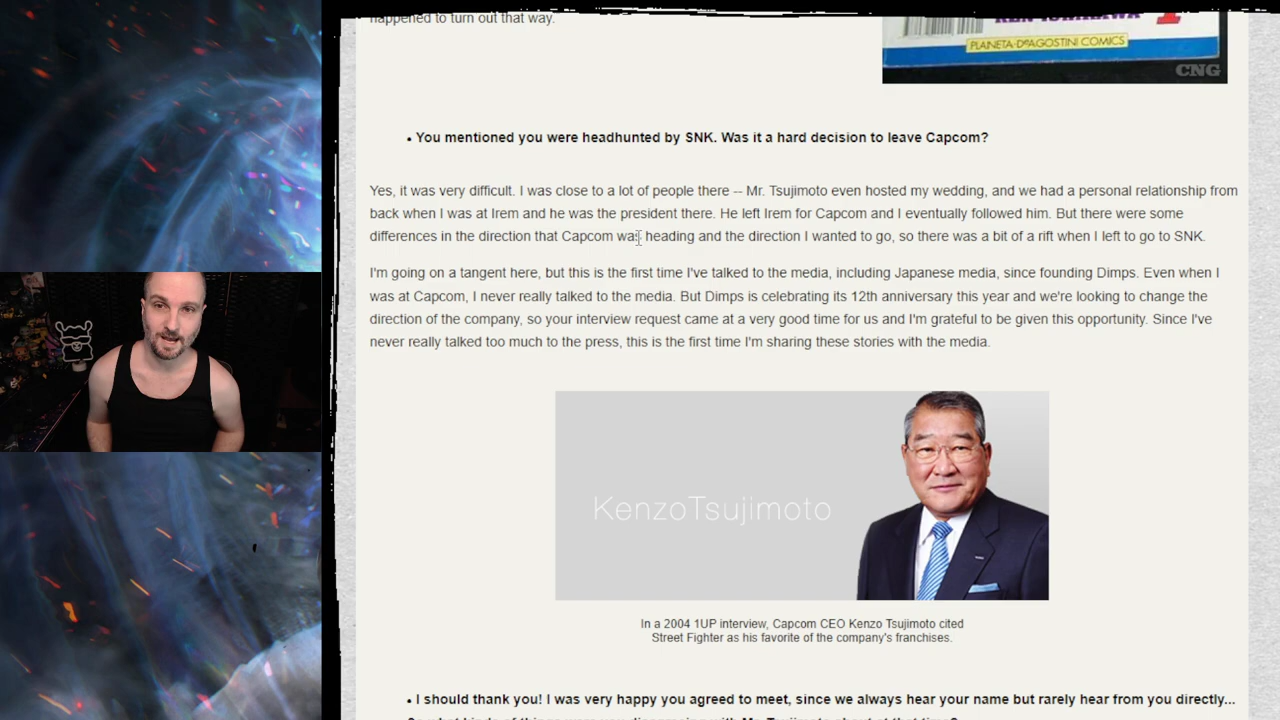 happened to turn out that way.
PLANETA-DeAGOSTINI COMICS
CNG
• You mentioned you were headhunted by SNK. Was it a hard decision to leave Capcom?
Yes, it was very difficult. I was close to a lot of people there -- Mr. Tsujimoto even hosted my wedding, and we had a personal relationship from
back when I was at Irem and he was the president there. He left Irem for Capcom and I eventually followed him. But there were some
differences in the direction that Capcom was heading and the direction I wanted to go, so there was a bit of a rift when I left to go to SNK.
I'm going on a tangent here, but this is the first time I've talked to the media, including Japanese media, since founding Dimps. Even when I
was at Capcom, I never really talked to the media. But Dimps is celebrating its 12th anniversary this year and we're looking to change the
direction of the company, so your interview request came at a very good time for us and I'm grateful to be given this opportunity. Since I've
never really talked too much to the press, this is the first time I'm sharing these stories with the media.
KenzoTsujimoto
In a 2004 1UP interview, Capcom CEO Kenzo Tsujimoto cited
Street Fighter as his favorite of the company's franchises.
• I should thank you! I was very happy you agreed to meet, since we always hear your name but rarely hear from you directly...